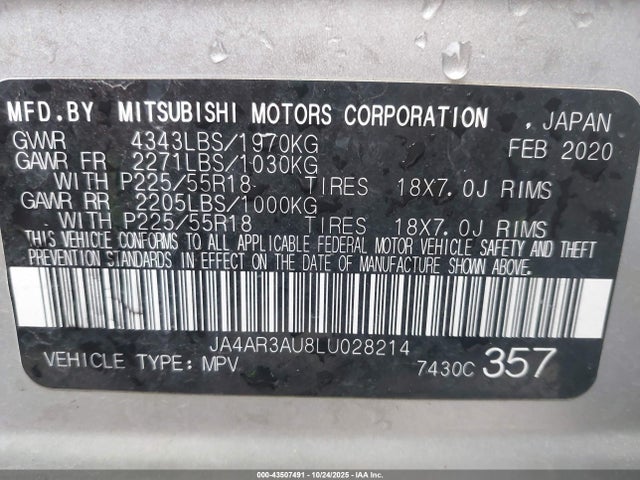 MFD.BY MITSUBISHI MOTORS CORPORATION , JAPAN
GVWR 4343LBS/1970KG FEB 2020
GAWR FR 2271LBS/1030KG
WITH P225/55R18 TIRES 18X7.0J RIMS
GAWR RR 2205LBS/1000KG
WITH P225/55R18 TIRES 18X7.0J RIMS
THIS VEHICLE CONFORMS TO ALL APPLICABLE FEDERAL MOTOR VEHICLE SAFETY AND THEFT
PREVENTION STANDARDS IN EFFECT ON THE DATE OF MANUFACTURE SHOWN ABOVE.
JA4AR3AU8LU028214
VEHICLE TYPE: MPV 7430C 357
000-43507491 - 10/24/2025 - IAA Inc.